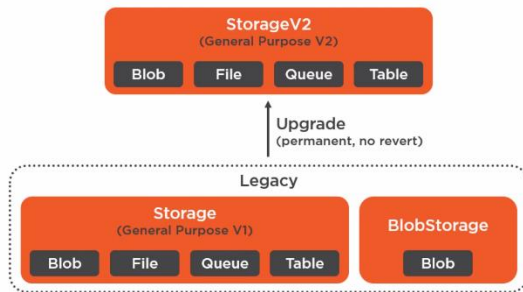 StorageV2
(General Purpose V2)
Blob File Queue Table
Upgrade
(permanent, no revert)
Legacy
Storage
(General Purpose V1)
Blob File Queue Table
BlobStorage
Blob